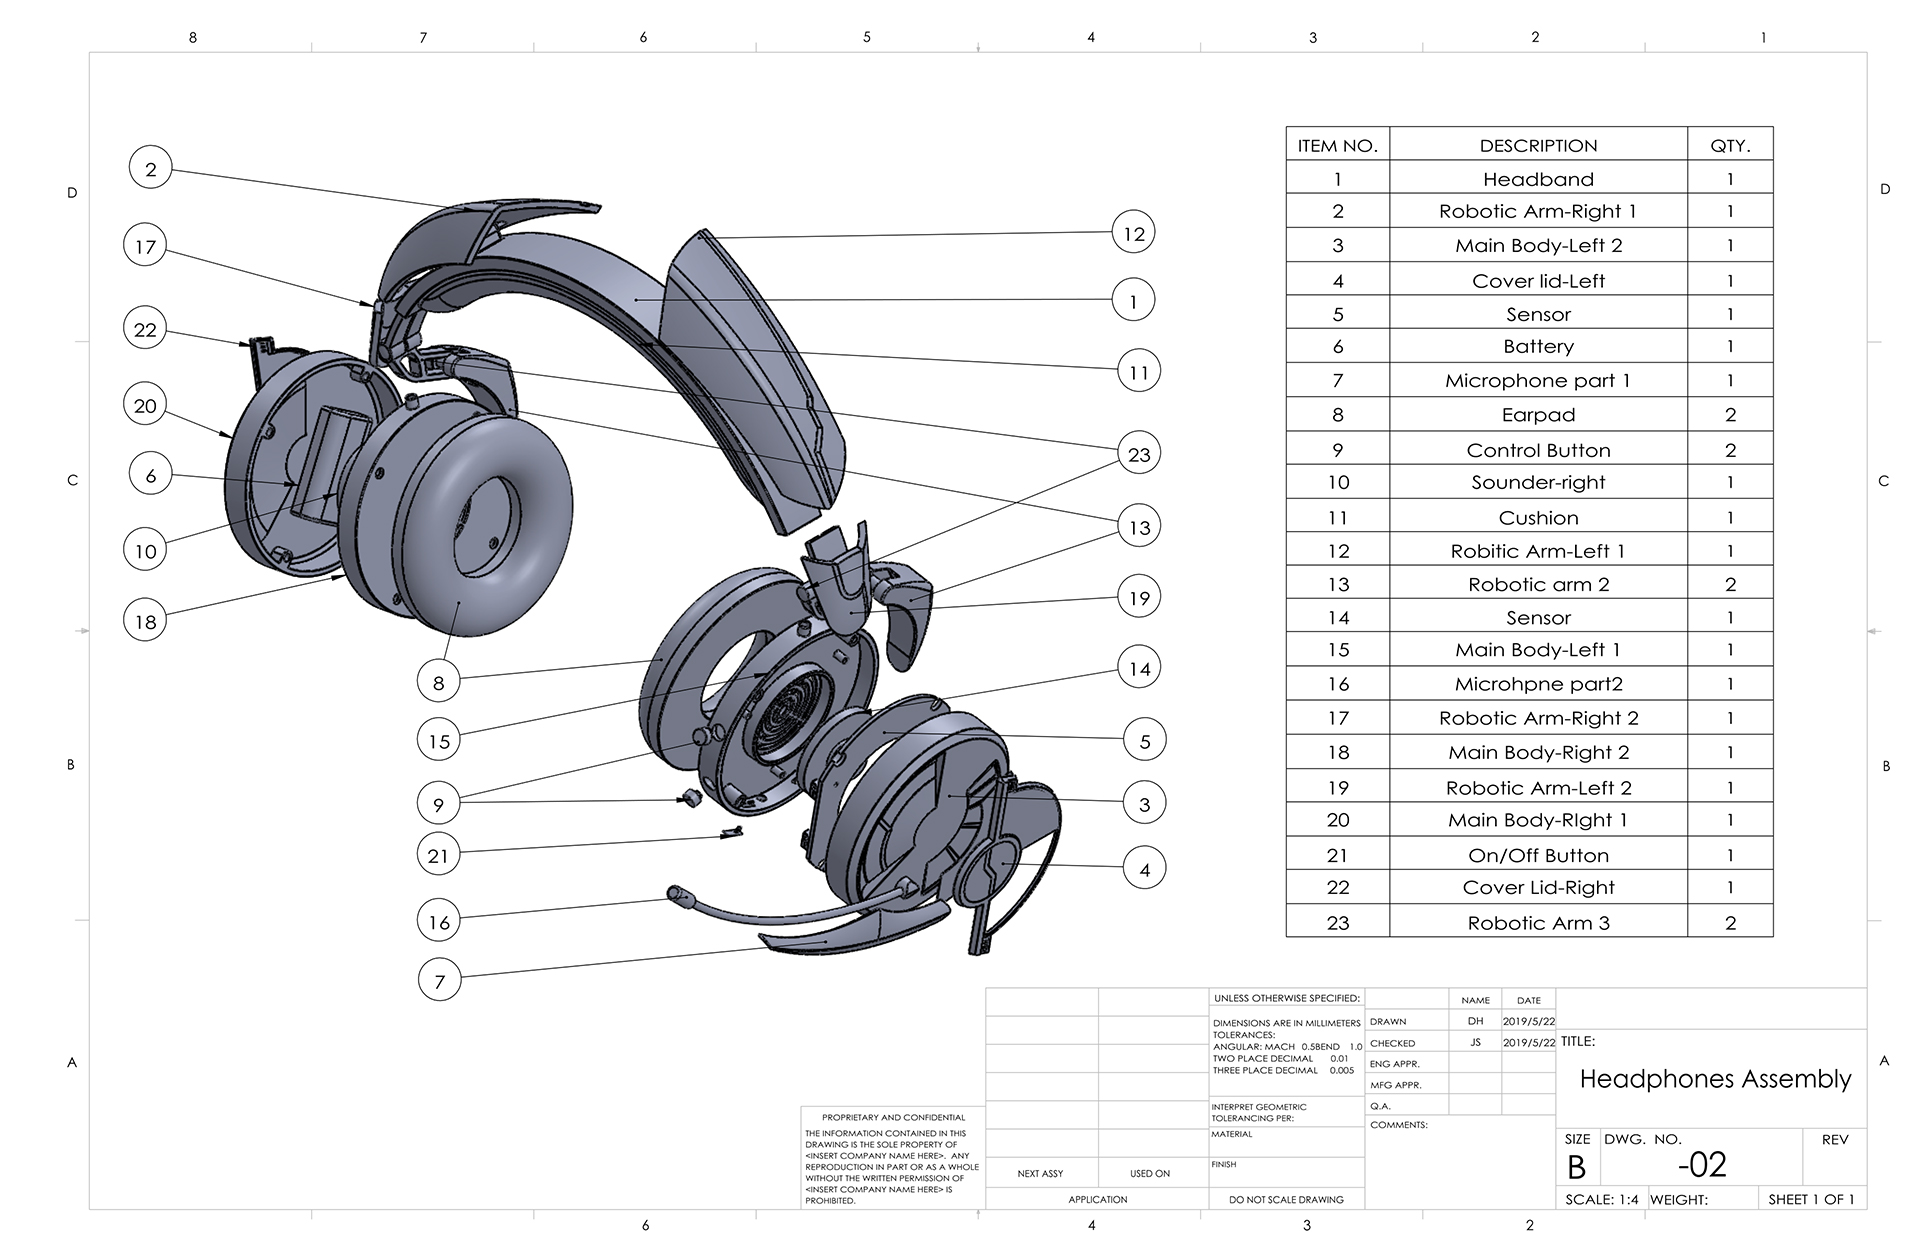 8 7 6 5 4 3 2 1
D D
C C
B B
A A
2
17
22
20
6
10
18
8
12
1
11
23
13
19
14
5
3
4
8
15
9
21
16
7
ITEM NO. DESCRIPTION QTY.
1 Headband 1
2 Robotic Arm-Right 1 1
3 Main Body-Left 2 1
4 Cover lid-Left 1
5 Sensor 1
6 Battery 1
7 Microphone part 1 1
8 Earpad 2
9 Control Button 2
10 Sounder-right 1
11 Cushion 1
12 Robitic Arm-Left 1 1
13 Robotic arm 2 2
14 Sensor 1
15 Main Body-Left 1 1
16 Microhpne part2 1
17 Robotic Arm-Right 2 1
18 Main Body-Right 2 1
19 Robotic Arm-Left 2 1
20 Main Body-RIght 1 1
21 On/Off Button 1
22 Cover Lid-Right 1
23 Robotic Arm 3 2
PROPRIETARY AND CONFIDENTIAL
THE INFORMATION CONTAINED IN THIS
DRAWING IS THE SOLE PROPERTY OF
<INSERT COMPANY NAME HERE>. ANY
REPRODUCTION IN PART OR AS A WHOLE
WITHOUT THE WRITTEN PERMISSION OF
<INSERT COMPANY NAME HERE> IS
PROHIBITED.
NEXT ASSY USED ON
APPLICATION
UNLESS OTHERWISE SPECIFIED:
DIMENSIONS ARE IN MILLIMETERS
TOLERANCES:
ANGULAR: MACH 0.5BEND 1.0
TWO PLACE DECIMAL 0.01
THREE PLACE DECIMAL 0.005
INTERPRET GEOMETRIC
TOLERANCING PER:
MATERIAL
FINISH
DO NOT SCALE DRAWING
NAME DATE
DRAWN DH 2019/5/22
CHECKED JS 2019/5/22
ENG APPR.
MFG APPR.
Q.A.
COMMENTS:
TITLE:
Headphones Assembly
SIZE DWG. NO. REV
B -02
SCALE: 1:4 WEIGHT: SHEET 1 OF 1
6 4 3 2